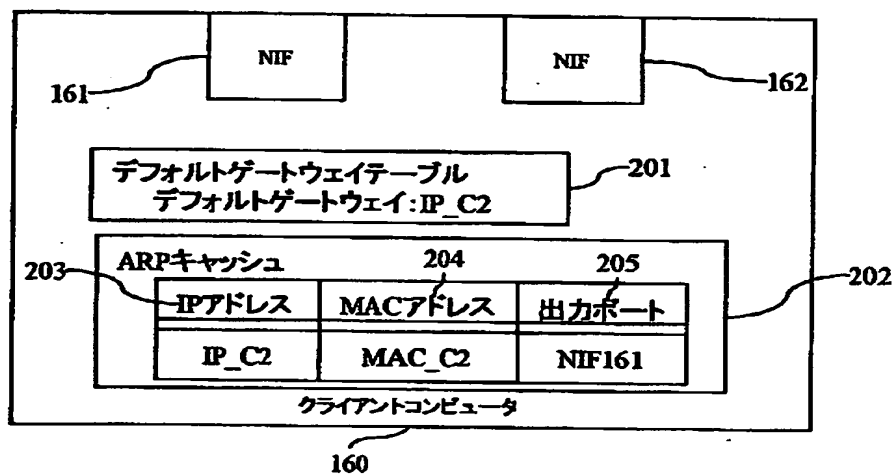 NIF
NIF
161
162
デフォルトゲートウェイテーブル
デフォルトゲートウェイ:IP_C2
201
ARPキャッシュ
203
204
205
202
IPアドレス MACアドレス 出力ポート
IP_C2 MAC_C2 NIF161
クライアントコンピュータ
160